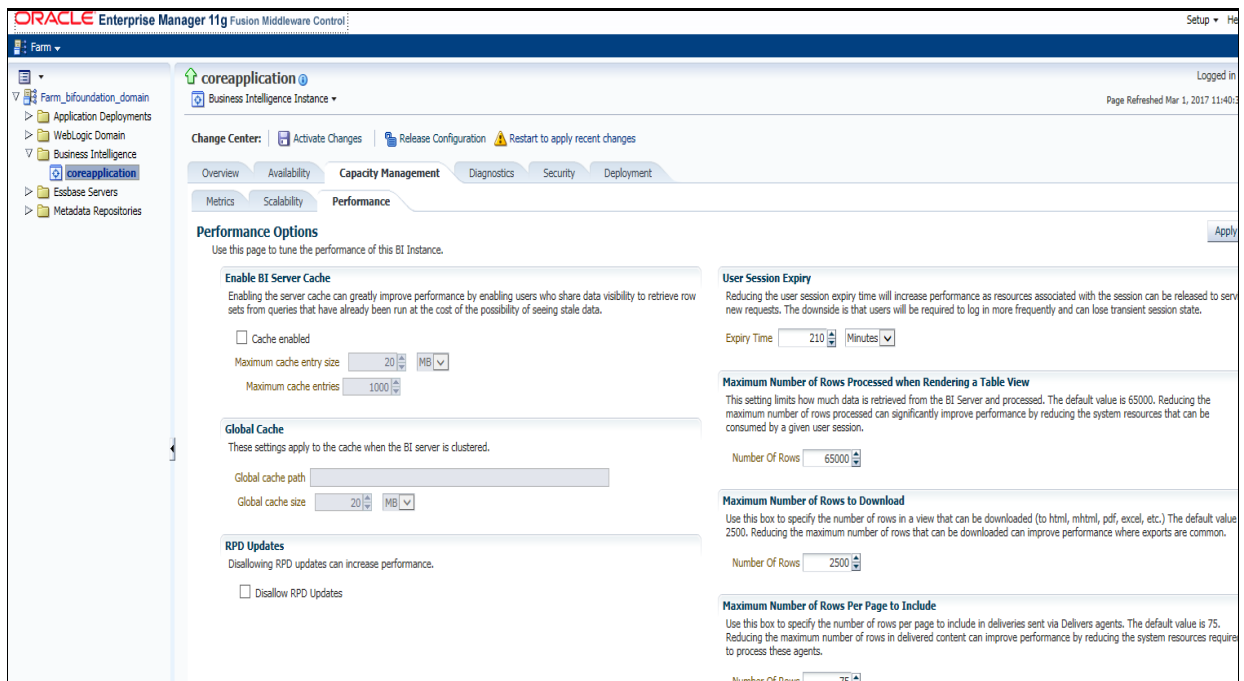 ORACLE Enterprise Manager 11g Fusion Middleware Control
Setup
Farm
Farm_bifoundation_domain
Application Deployments
WebLogic Domain
Business Intelligence
coreapplication
Essbase Servers
Metadata Repositories
coreapplication
Logged in
Business Intelligence Instance
Page Refreshed Mar 1, 2017 11:40:3
Change Center: Activate Changes Release Configuration Restart to apply recent changes
Overview Availability Capacity Management Diagnostics Security Deployment
Metrics Scalability Performance
Performance Options
Apply
Use this page to tune the performance of this BI Instance.
Enable BI Server Cache
Enabling the server cache can greatly improve performance by enabling users who share data visibility to retrieve row
sets from queries that have already been run at the cost of the possibility of seeing stale data.
Cache enabled
Maximum cache entry size 20 MB
Maximum cache entries 1000
Global Cache
These settings apply to the cache when the BI server is clustered.
Global cache path
Global cache size 20 MB
RPD Updates
Disallowing RPD updates can increase performance.
Disallow RPD Updates
User Session Expiry
Reducing the user session expiry time will increase performance as resources associated with the session can be released to serv
new requests. The downside is that users will be required to log in more frequently and can lose transient session state.
Expiry Time 210 Minutes
Maximum Number of Rows Processed when Rendering a Table View
This setting limits how much data is retrieved from the BI Server and processed. The default value is 65000. Reducing the
maximum number of rows processed can significantly improve performance by reducing the system resources that can be
consumed by a given user session.
Number Of Rows 65000
Maximum Number of Rows to Download
Use this box to specify the number of rows in a view that can be downloaded (to html, mhtml, pdf, excel, etc.) The default value
2500. Reducing the maximum number of rows that can be downloaded can improve performance where exports are common.
Number Of Rows 2500
Maximum Number of Rows Per Page to Include
Use this box to specify the number of rows per page to include in deliveries sent via Delivers agents. The default value is 75.
Reducing the maximum number of rows in delivered content can improve performance by reducing the system resources require
to process these agents.
Number Of Rows 75